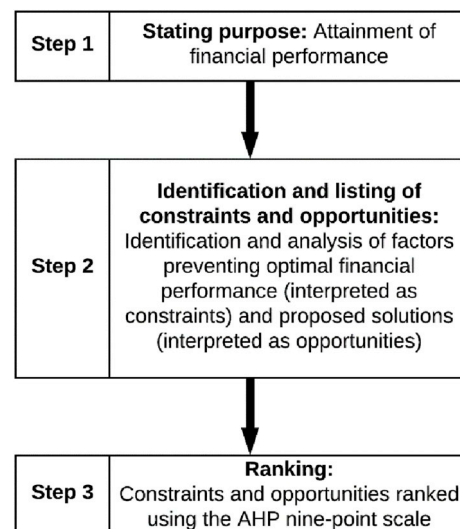 Step 1
Stating purpose: Attainment of
financial performance
Step 2
Identification and listing of
constraints and opportunities:
Identification and analysis of factors
preventing optimal financial
performance (interpreted as
constraints) and proposed solutions
(interpreted as opportunities)
Step 3
Ranking:
Constraints and opportunities ranked
using the AHP nine-point scale